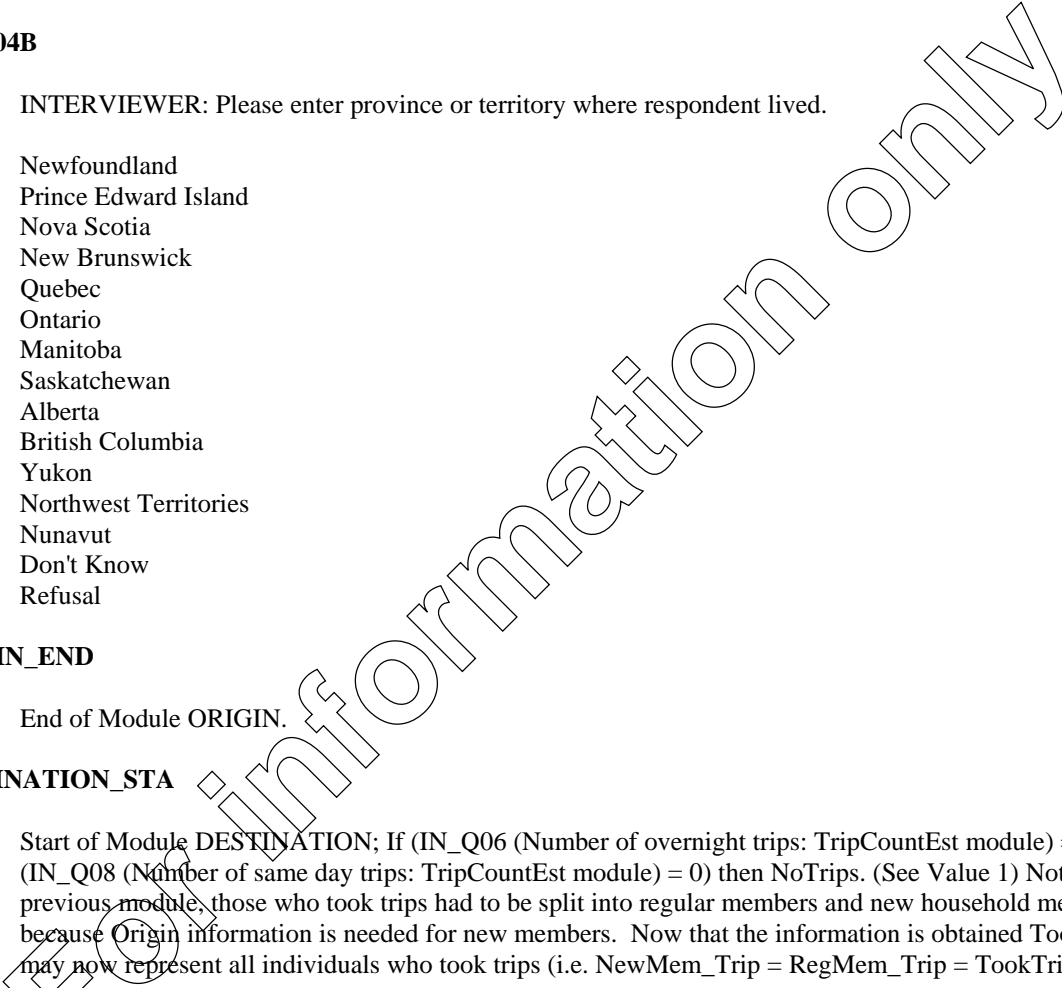 04B
INTERVIEWER: Please enter province or territory where respondent lived.
Newfoundland
Prince Edward Island
Nova Scotia
New Brunswick
Quebec
Ontario
Manitoba
Saskatchewan
Alberta
British Columbia
Yukon
Northwest Territories
Nunavut
Don't Know
Refusal
IN_END
End of Module ORIGIN.
INATION_STA
Start of Module DESTINATION; If (IN_Q06 (Number of overnight trips: TripCountEst module) =
(IN_Q08 (Number of same day trips: TripCountEst module) = 0) then NoTrips. (See Value 1) Not
previous module, those who took trips had to be split into regular members and new household me
because Origin information is needed for new members. Now that the information is obtained Too
may now represent all individuals who took trips (i.e. NewMem_Trip = RegMem_Trip = TookTri
For information only